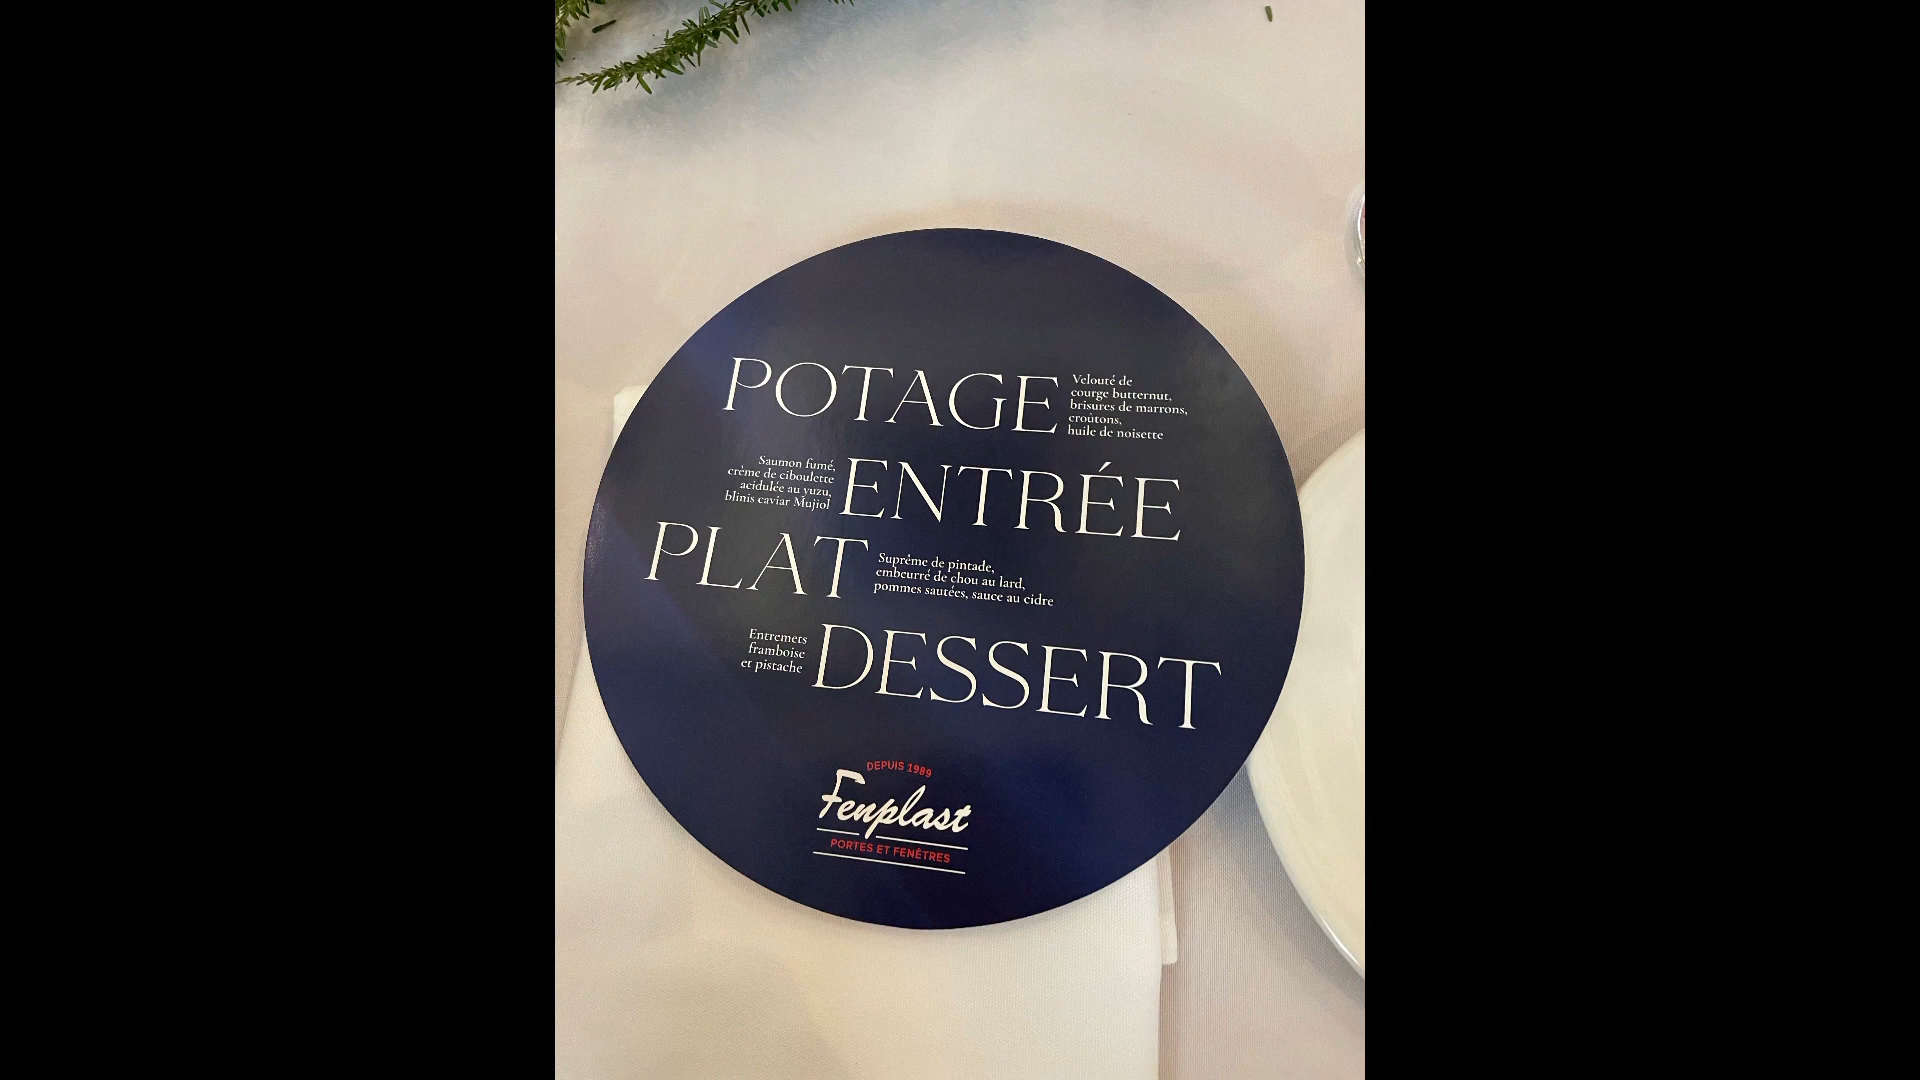 POTAGE
Velouté de
courge butternut,
brisures de marrons,
croûtons,
huile de noisette
Saumon fumé,
crème de ciboulette
acidulée au yuzu,
blinis caviar Mujjol
ENTRÉE
PLAT
Suprême de pintade,
embeurré de chou au lard,
pommes sautées, sauce au cidre
Entremets
framboise
et pistache
DESSERT
DEPUIS 1989
Fenplast
PORTES ET FENÊTRES